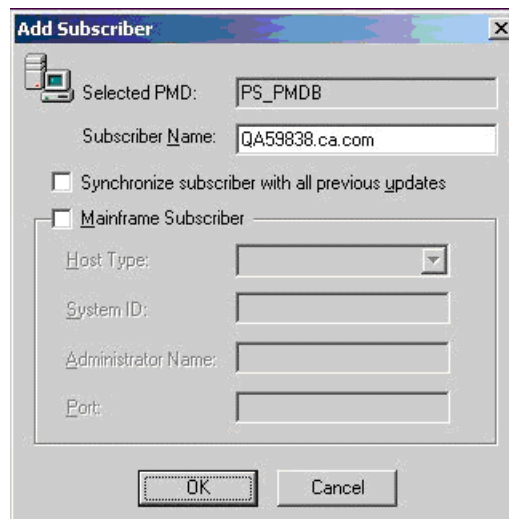 Add Subscriber
Selected PMD: PS_PMDB
Subscriber Name: QA59838.ca.com
Synchronize subscriber with all previous updates
Mainframe Subscriber
Host Type:
System ID:
Administrator Name:
Port:
OK Cancel